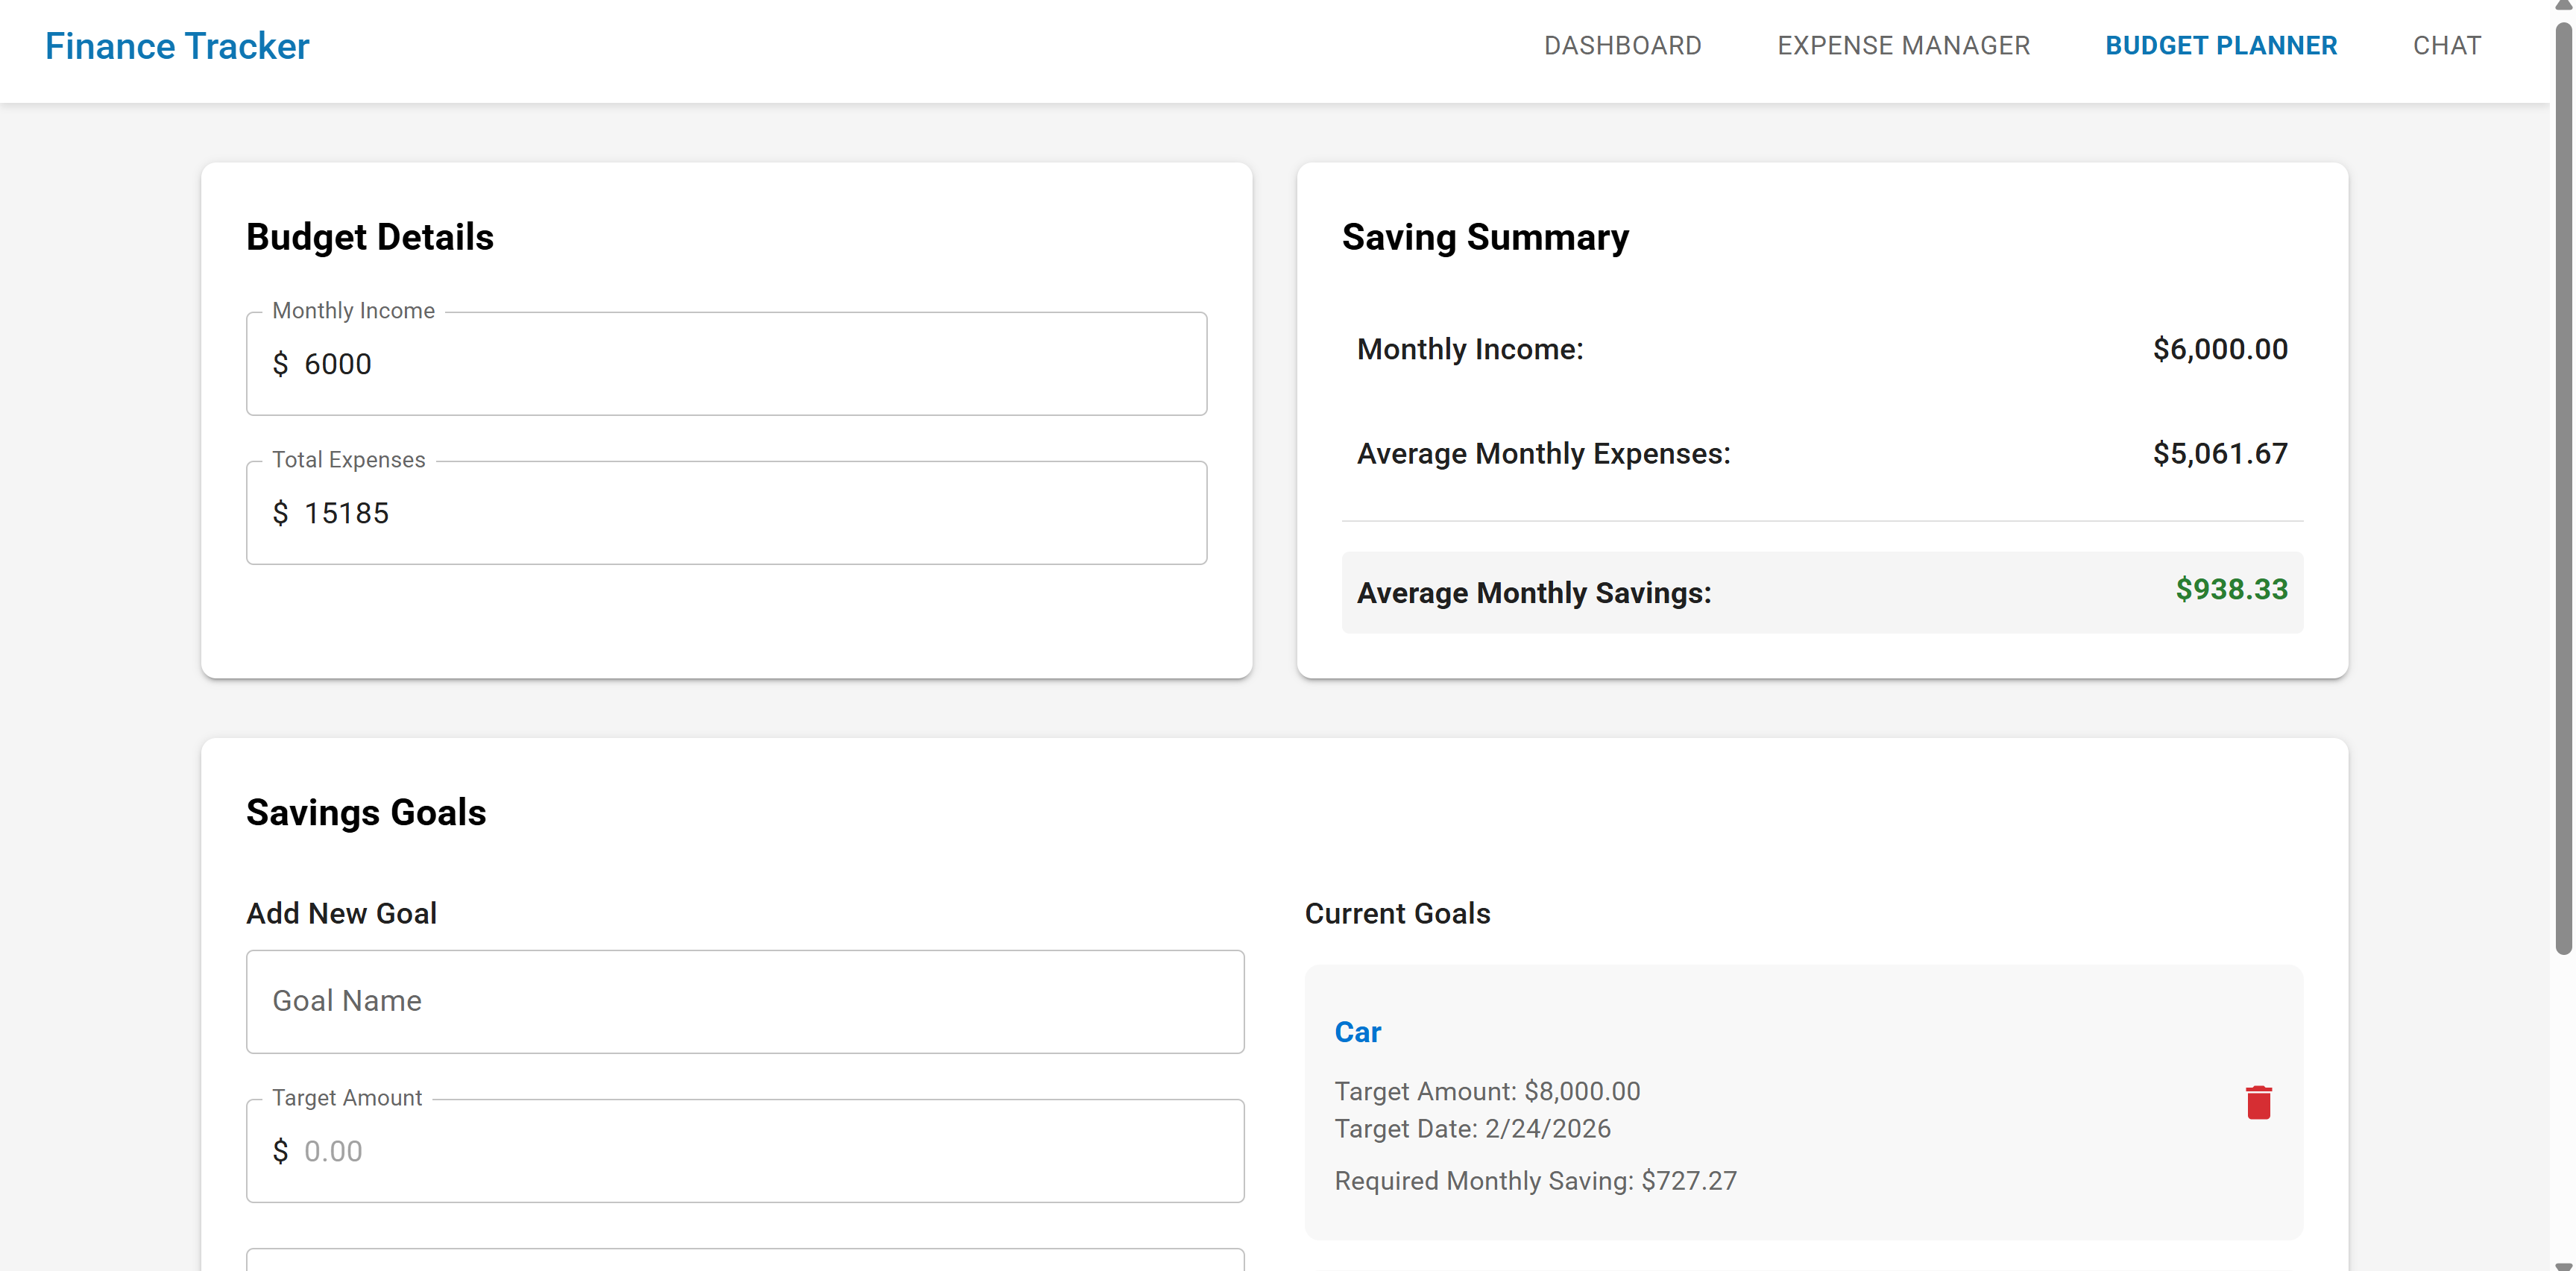 Finance Tracker
DASHBOARD
EXPENSE MANAGER
BUDGET PLANNER
CHAT
Budget Details
Monthly Income
$ 6000
Total Expenses
$ 15185
Saving Summary
Monthly Income: $6,000.00
Average Monthly Expenses: $5,061.67
Average Monthly Savings: $938.33
Savings Goals
Add New Goal
Goal Name
Target Amount
$ 0.00
Current Goals
Car
Target Amount: $8,000.00
Target Date: 2/24/2026
Required Monthly Saving: $727.27